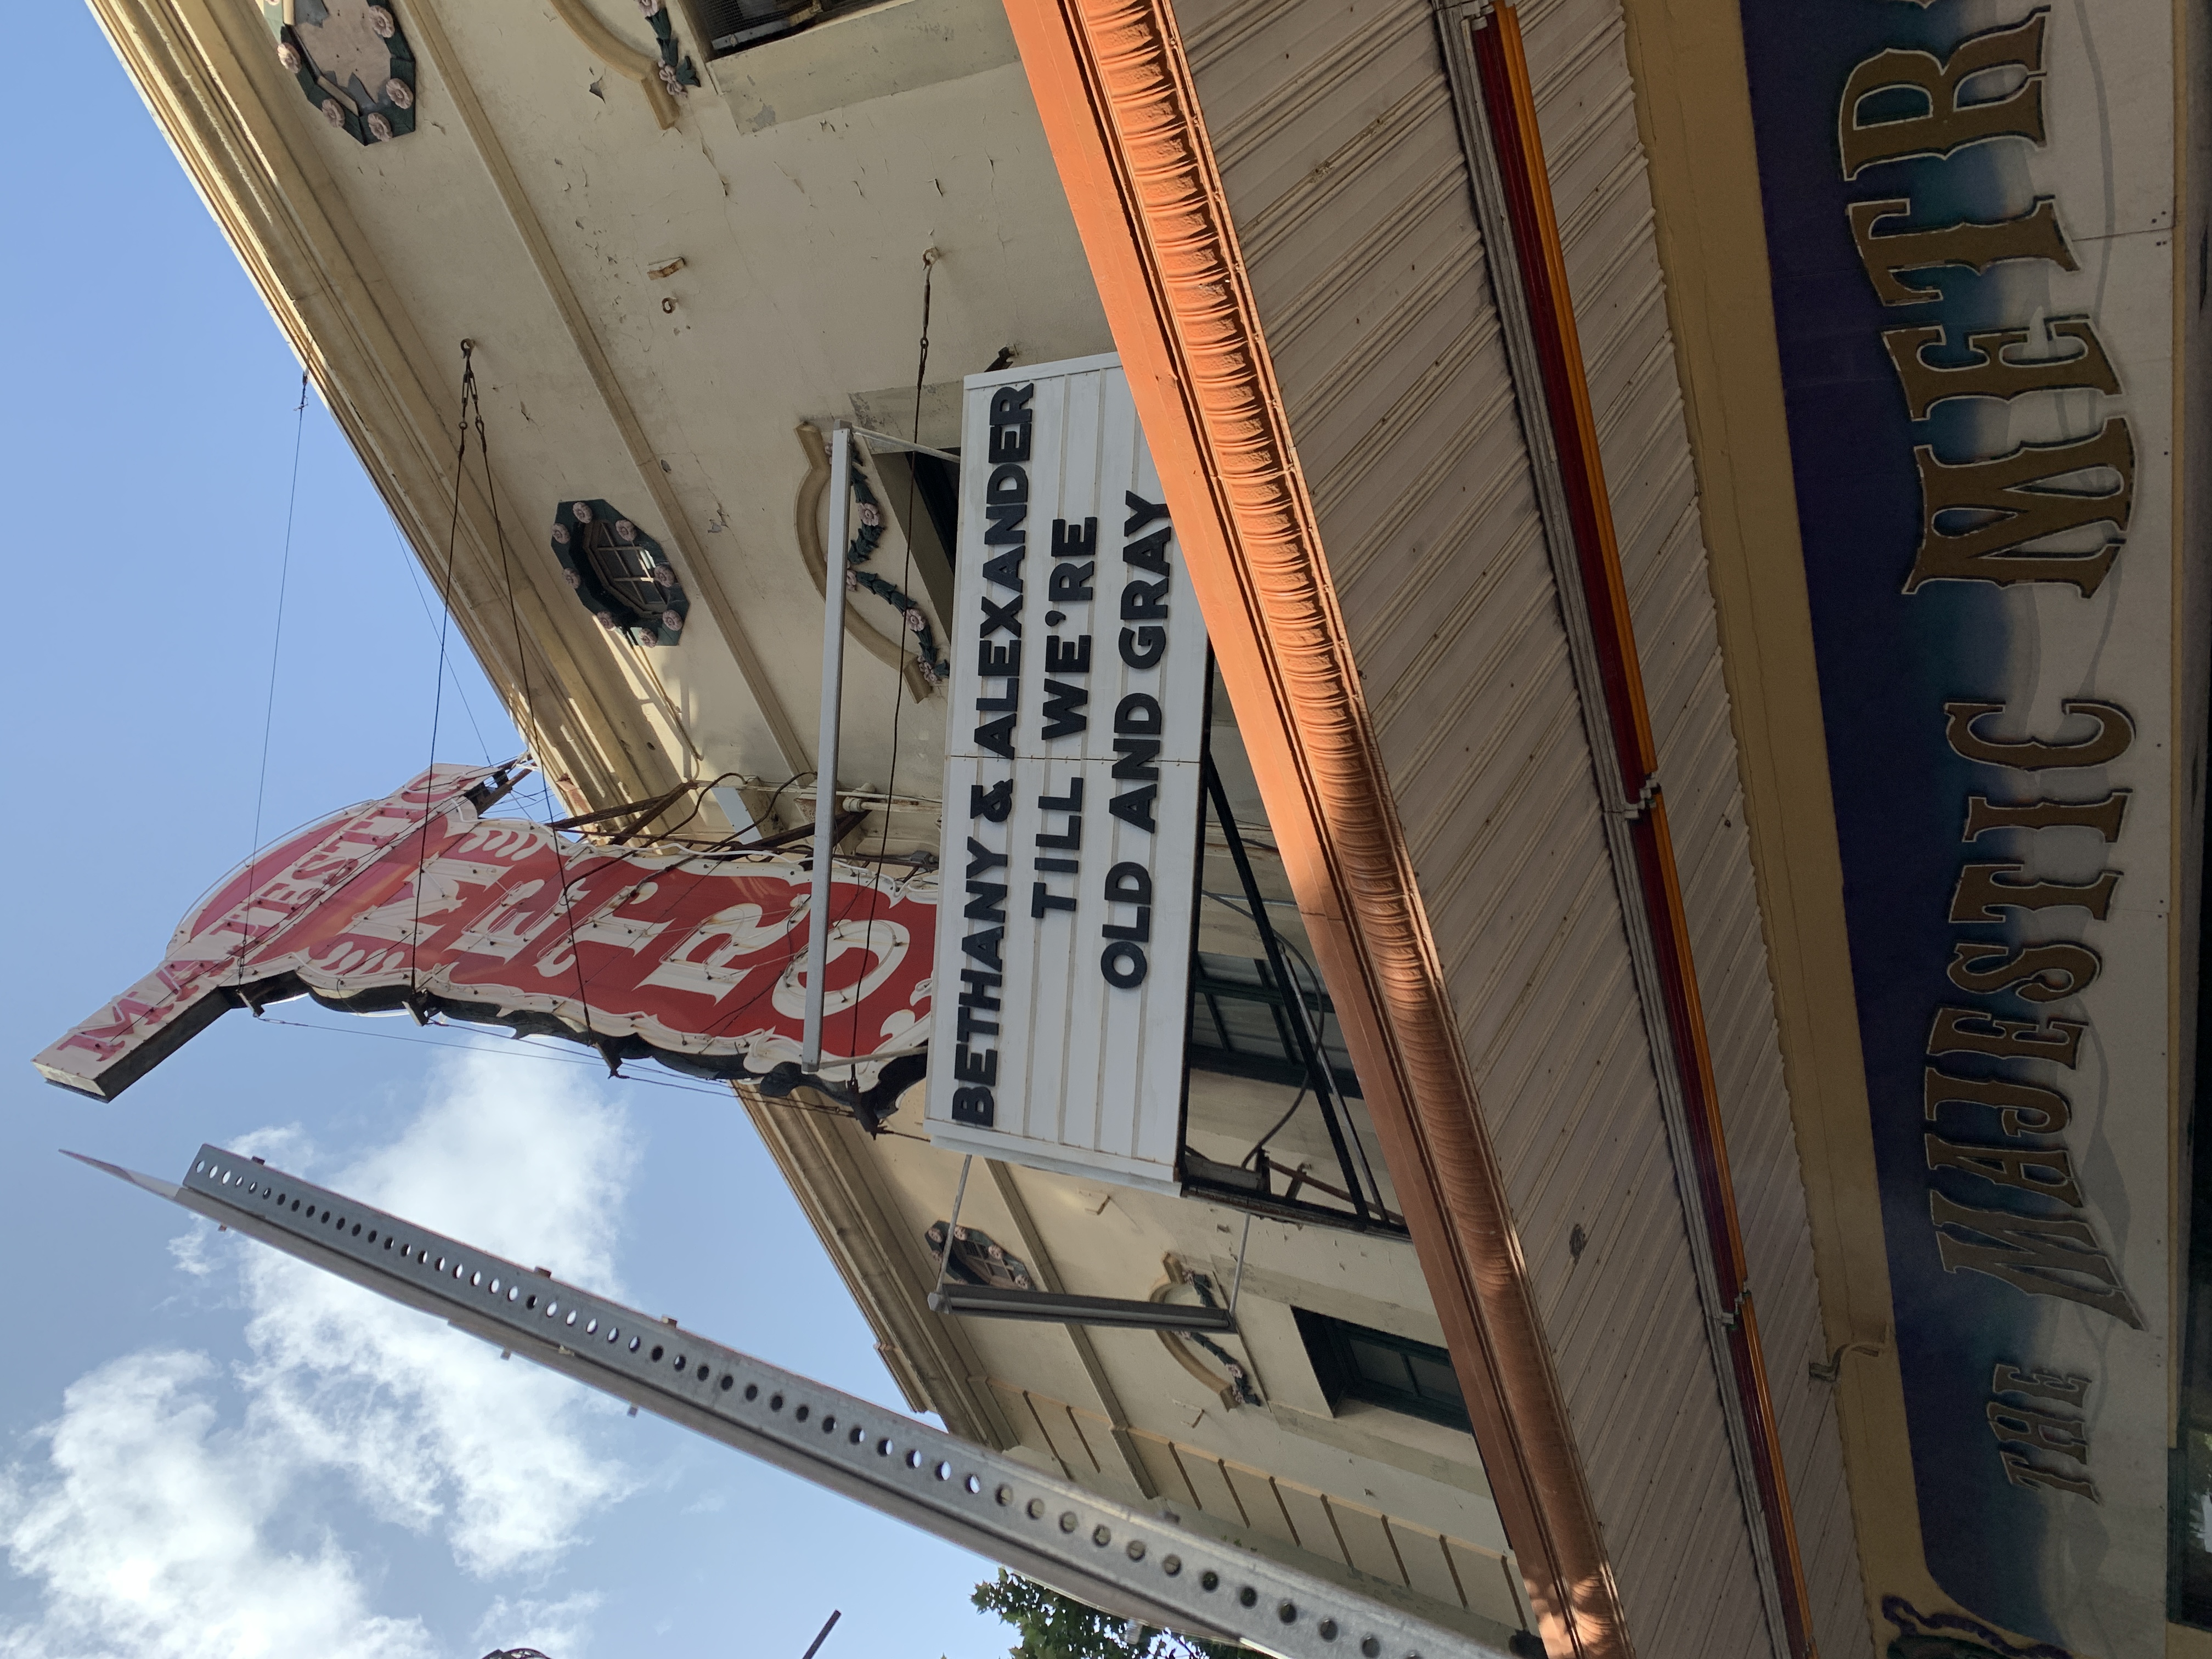 MAJESTIC
METRO
BETHANY & ALEXANDER
TILL WE'RE
OLD AND GRAY
THE MAJESTIC METR